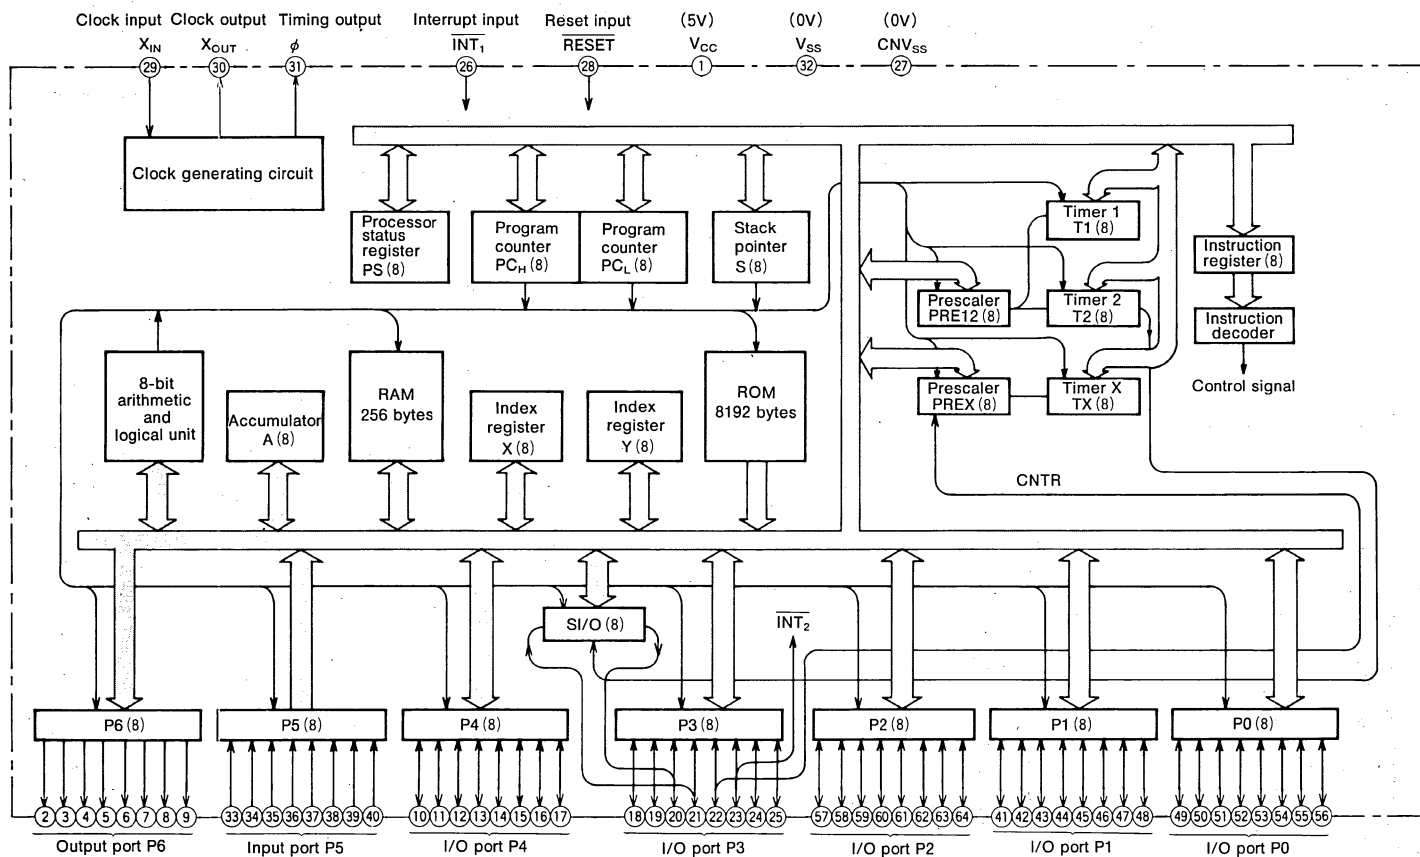 Clock input Clock output Timing output Interrupt input Reset input (5V) (0V) (0V)
XIN XOUT φ INT1 RESET VCC VSS CNVSS
29 30 31 26 28 1 32 27
Clock generating circuit
Processor
status
register
PS(8)
Program
counter
PCH(8)
Program
counter
PCL(8)
Stack
pointer
S(8)
Timer 1
T1(8)
Prescaler
PRE12(8)
Timer 2
T2(8)
Prescaler
PREX(8)
Timer X
TX(8)
Instruction
register(8)
Instruction
decoder
Control signal
8-bit
arithmetic
and
logical unit
Accumulator
A(8)
RAM
256 bytes
Index
register
X(8)
Index
register
Y(8)
ROM
8192 bytes
CNTR
SI/O(8)
INT2
P6(8) P5(8) P4(8) P3(8) P2(8) P1(8) P0(8)
2 3 4 5 6 7 8 9 33 34 35 36 37 38 39 40 10 11 12 13 14 15 16 17 18 19 20 21 22 23 24 25 57 58 59 60 61 62 63 64 41 42 43 44 45 46 47 48 49 50 51 52 53 54 55 56
Output port P6 Input port P5 I/O port P4 I/O port P3 I/O port P2 I/O port P1 I/O port P0